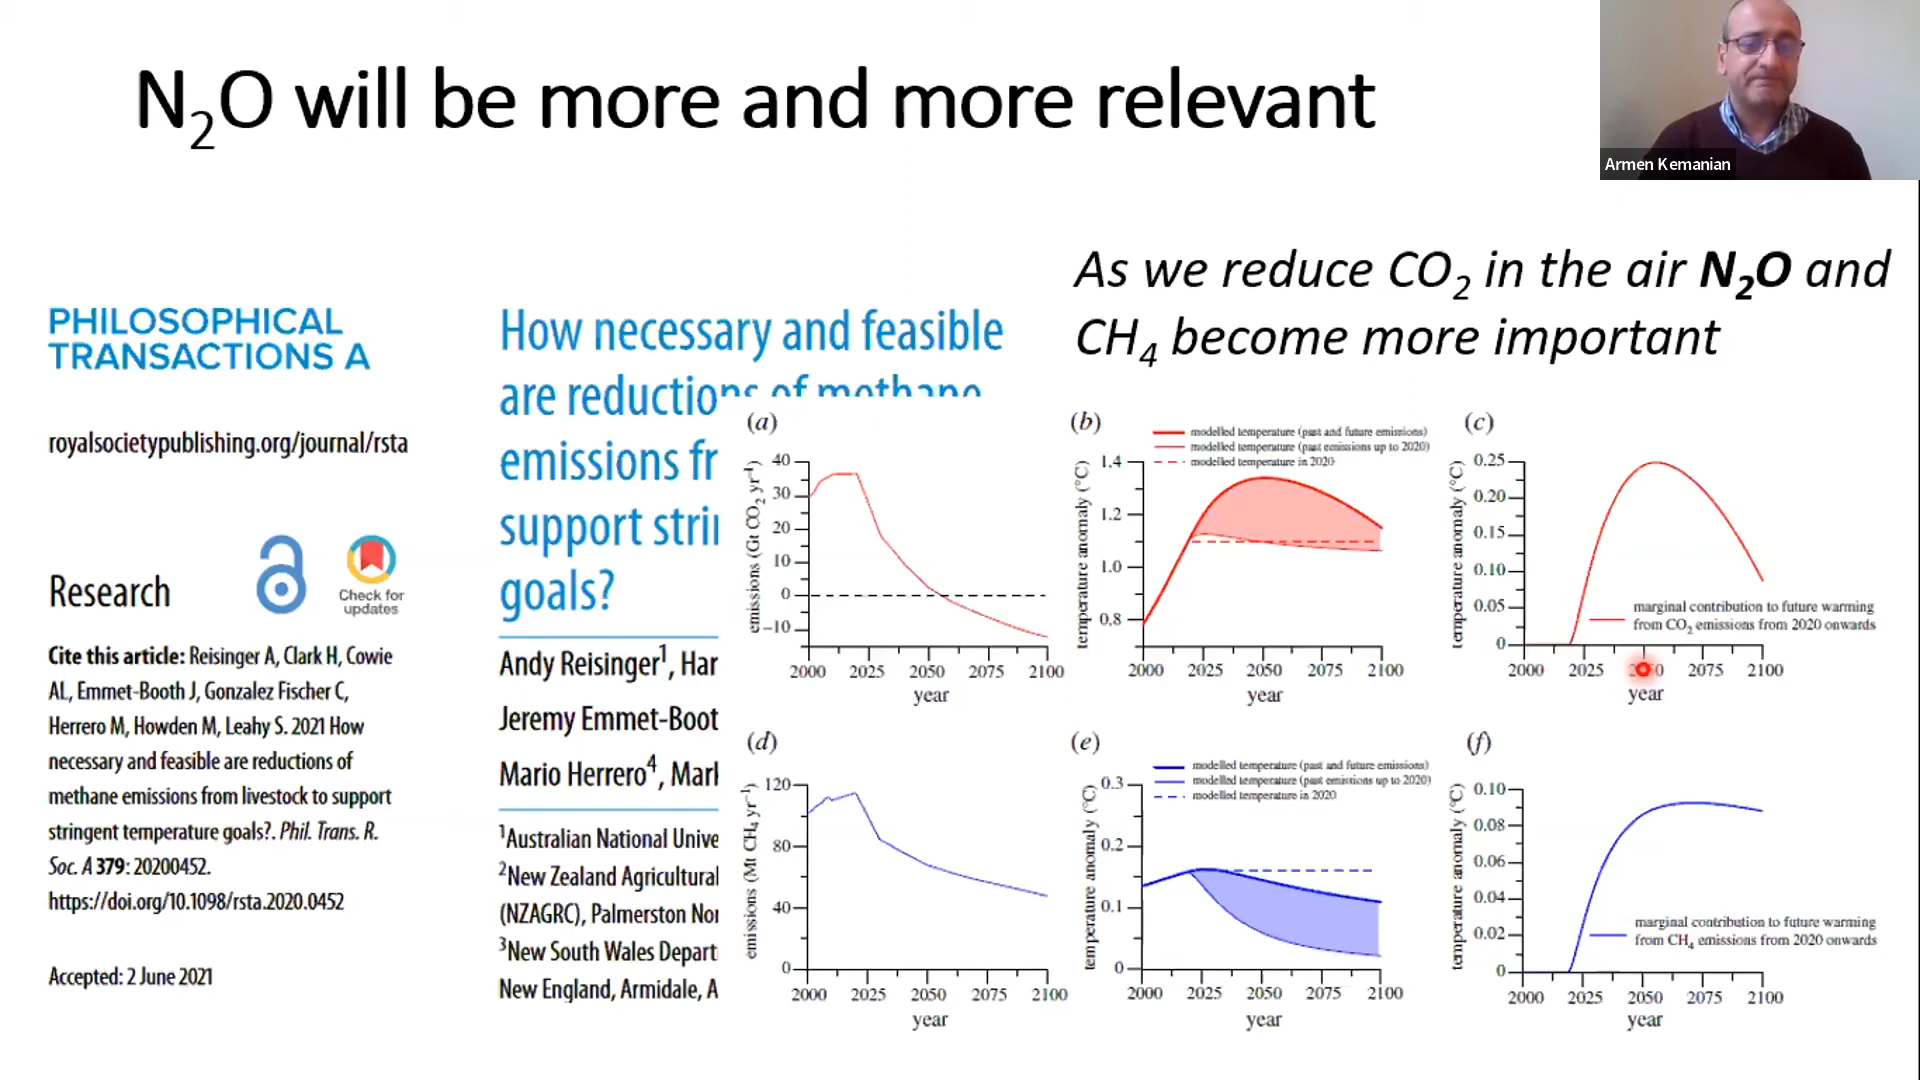 N₂O will be more and more relevant
Armen Kemanian
As we reduce CO₂ in the air N₂O and
CH₄ become more important
PHILOSOPHICAL
TRANSACTIONS A
royalsocietypublishing.org/journal/rsta
Research
Check for
updates
Cite this article: Reisinger A, Clark H, Cowie
AL, Emmet-Booth J, Gonzalez Fischer C,
Herrero M, Howden M, Leahy S. 2021 How
necessary and feasible are reductions of
methane emissions from livestock to support
stringent temperature goals?. Phil. Trans. R.
Soc. A 379: 20200452.
https://doi.org/10.1098/rsta.2020.0452
Accepted: 2 June 2021
How necessary and feasible
are reductions of methane
emissions fr
support stri
goals?
Andy Reisinger¹, Har
Jeremy Emmet-Boot
Mario Herrero⁴, Mark
¹Australian National Unive
²New Zealand Agricultural
(NZAGRC), Palmerston Nor
³New South Wales Depart
New England, Armidale, A
(a)
emissions (Gt CO₂ yr⁻¹)
40
30
20
10
0
–10
2000 2025 2050 2075 2100
year
(b)
modelled temperature (past and future emissions)
modelled temperature (past emissions up to 2020)
modelled temperature in 2020
temperature anomaly (°C)
1.4
1.2
1.0
0.8
2000 2025 2050 2075 2100
year
(c)
temperature anomaly (°C)
0.25
0.20
0.15
0.10
0.05
0
marginal contribution to future warming
from CO₂ emissions from 2020 onwards
2000 2025 2050 2075 2100
year
(d)
emissions (Mt CH₄ yr⁻¹)
120
80
40
0
2000 2025 2050 2075 2100
year
(e)
modelled temperature (past and future emissions)
modelled temperature (past emissions up to 2020)
modelled temperature in 2020
temperature anomaly (°C)
0.3
0.2
0.1
0
2000 2025 2050 2075 2100
year
(f)
temperature anomaly (°C)
0.10
0.08
0.06
0.04
0.02
0
marginal contribution to future warming
from CH₄ emissions from 2020 onwards
2000 2025 2050 2075 2100
year